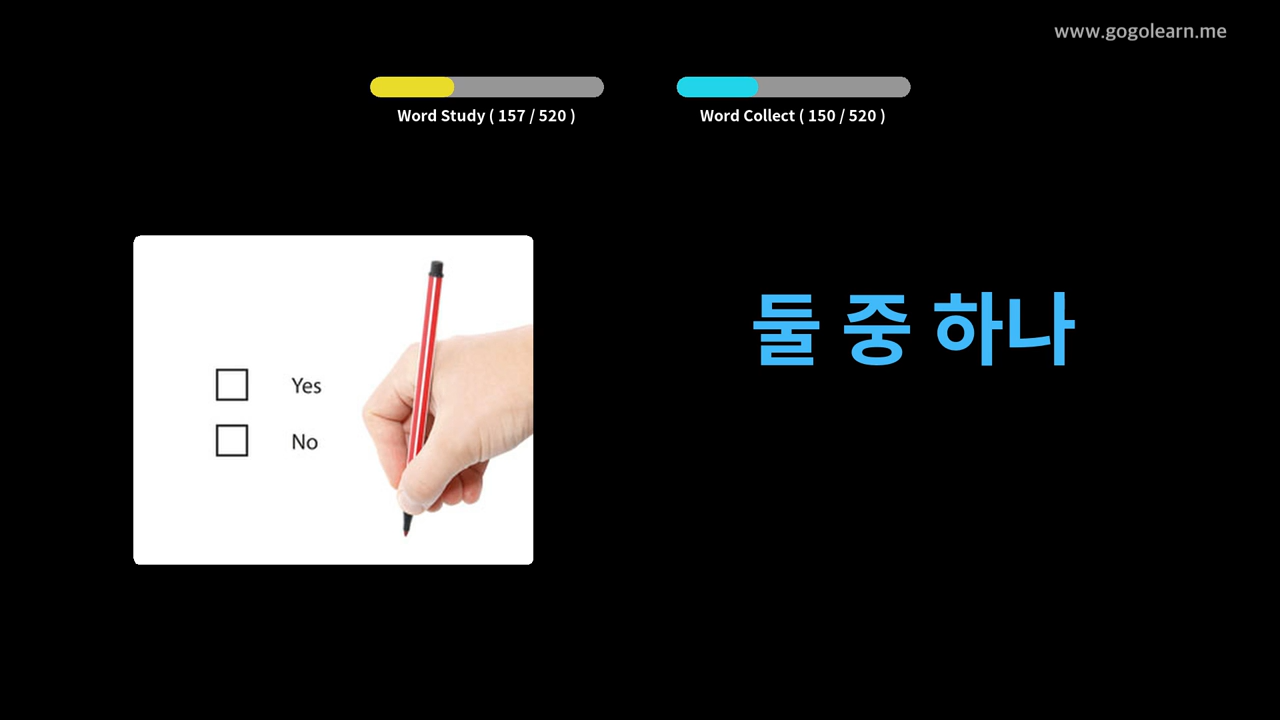 www.gogolearn.me
Word Study ( 157 / 520 )
Word Collect ( 150 / 520 )
Yes
No
둘 중 하나